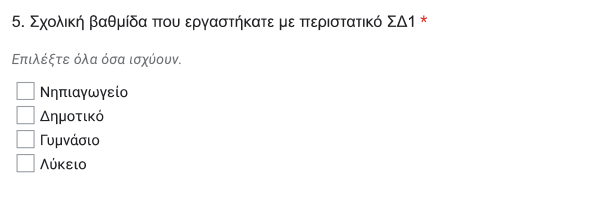 5. Σχολική βαθμίδα που εργαστήκατε με περιστατικό ΣΔ1 *
Επιλέξτε όλα όσα ισχύουν.
Νηπιαγωγείο
Δημοτικό
Γυμνάσιο
Λύκειο